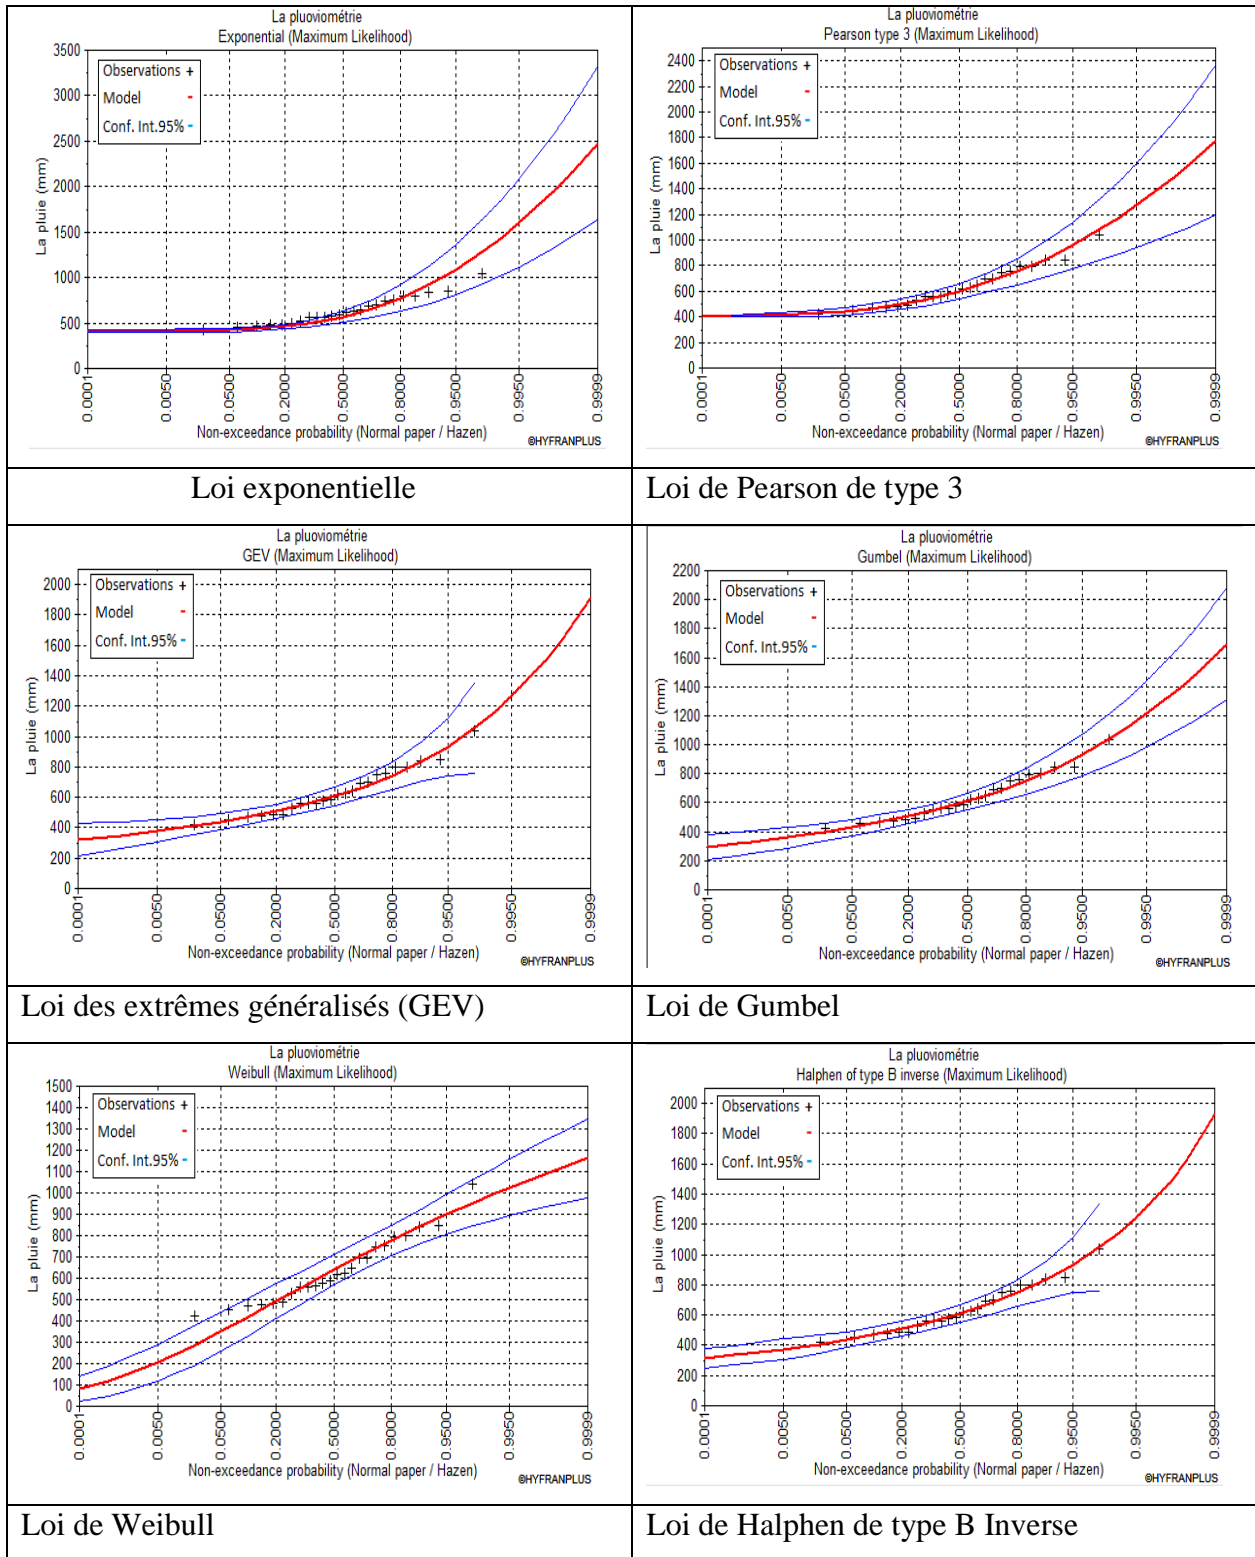 La pluoviométrie
Exponential (Maximum Likelihood)
3500
3000
2500
2000
1500
1000
500
0
La pluie (mm)
Observations +
Model -
Conf. Int.95% -
0.0001
0.0050
0.0500
0.2000
0.5000
0.8000
0.9500
0.9950
0.9999
Non-exceedance probability (Normal paper / Hazen)
©HYFRANPLUS
Loi exponentielle
La pluoviométrie
Pearson type 3 (Maximum Likelihood)
2400
2200
2000
1800
1600
1400
1200
1000
800
600
400
200
0
La pluie (mm)
Observations +
Model -
Conf. Int.95% -
0.0001
0.0050
0.0500
0.2000
0.5000
0.8000
0.9500
0.9950
0.9999
Non-exceedance probability (Normal paper / Hazen)
©HYFRANPLUS
Loi de Pearson de type 3
La pluoviométrie
GEV (Maximum Likelihood)
2000
1800
1600
1400
1200
1000
800
600
400
200
0
La pluie (mm)
Observations +
Model -
Conf. Int.95% -
0.0001
0.0050
0.0500
0.2000
0.5000
0.8000
0.9500
0.9950
0.9999
Non-exceedance probability (Normal paper / Hazen)
©HYFRANPLUS
Loi des extrêmes généralisés (GEV)
La pluoviométrie
Gumbel (Maximum Likelihood)
2200
2000
1800
1600
1400
1200
1000
800
600
400
200
0
La pluie (mm)
Observations +
Model -
Conf. Int.95% -
0.0001
0.0050
0.0500
0.2000
0.5000
0.8000
0.9500
0.9950
0.9999
Non-exceedance probability (Normal paper / Hazen)
©HYFRANPLUS
Loi de Gumbel
La pluoviométrie
Weibull (Maximum Likelihood)
1500
1400
1300
1200
1100
1000
900
800
700
600
500
400
300
200
100
0
La pluie (mm)
Observations +
Model -
Conf. Int.95% -
0.0001
0.0050
0.0500
0.2000
0.5000
0.8000
0.9500
0.9950
0.9999
Non-exceedance probability (Normal paper / Hazen)
©HYFRANPLUS
Loi de Weibull
La pluoviométrie
Halphen of type B inverse (Maximum Likelihood)
2000
1800
1600
1400
1200
1000
800
600
400
200
0
La pluie (mm)
Observations +
Model -
Conf. Int.95% -
0.0001
0.0050
0.0500
0.2000
0.5000
0.8000
0.9500
0.9950
0.9999
Non-exceedance probability (Normal paper / Hazen)
©HYFRANPLUS
Loi de Halphen de type B Inverse